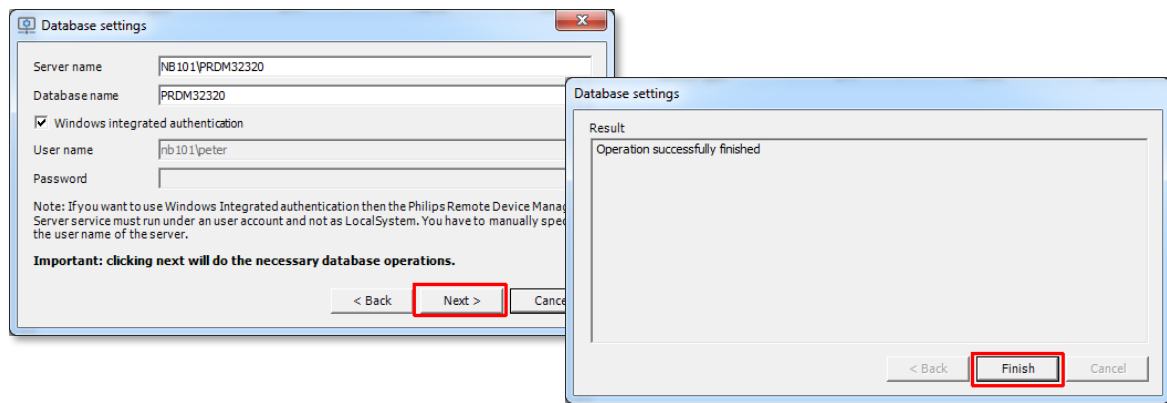 Database settings
Server name NB101\PRDM32320
Database name PRDM32320
Windows integrated authentication
User name nb101\peter
Password
Note: If you want to use Windows Integrated authentication then the Philips Remote Device
Server service must run under an user account and not as LocalSystem. You have to manually
the user name of the server.
Important: clicking next will do the necessary database operations.
< Back Next >
Database settings
Result
Operation successfully finished
< Back Finish Cancel